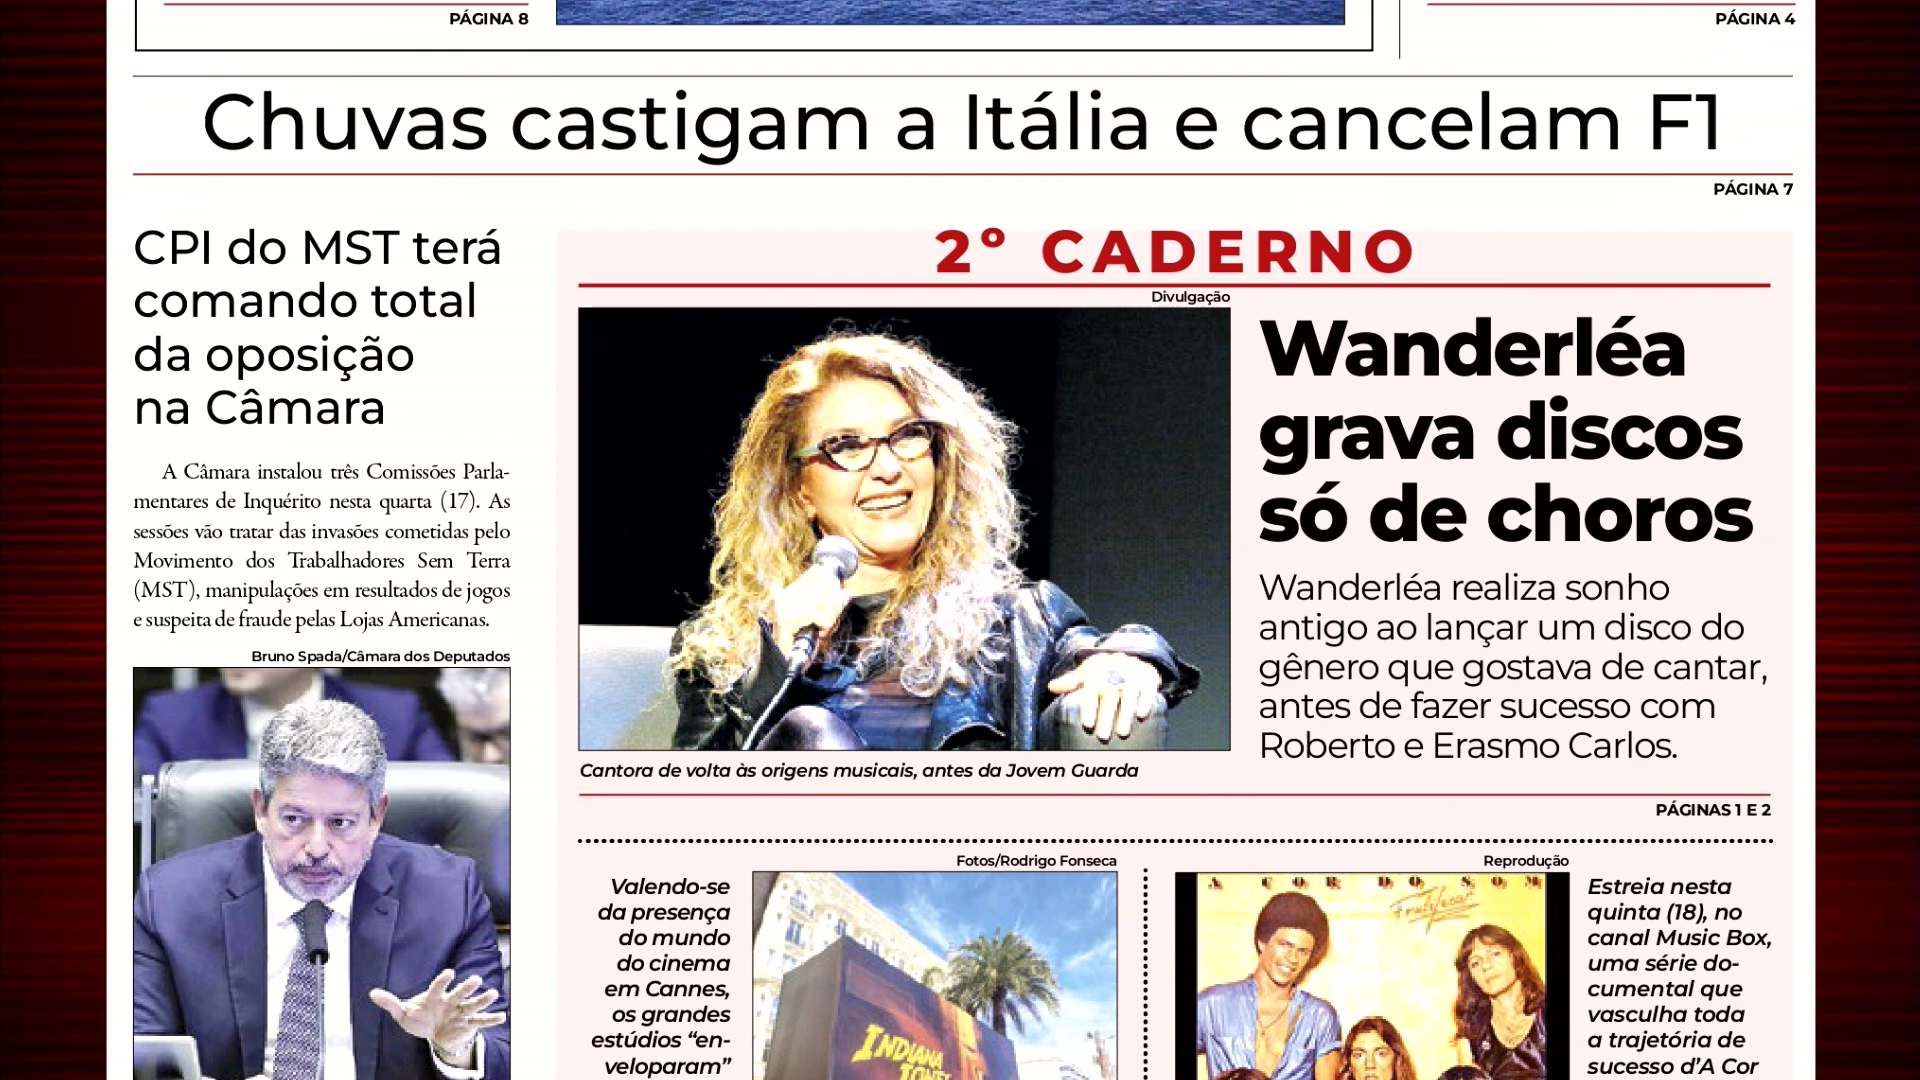 PÁGINA 8
PÁGINA 4
Chuvas castigam a Itália e cancelam F1
PÁGINA 7
CPI do MST terá
comando total
da oposição
na Câmara
A Câmara instalou três Comissões Parla-
mentares de Inquérito nesta quarta (17). As
sessões vão tratar das invasões cometidas pelo
Movimento dos Trabalhadores Sem Terra
(MST), manipulações em resultados de jogos
e suspeita de fraude pelas Lojas Americanas.
Bruno Spada/Câmara dos Deputados
2º CADERNO
Divulgação
Wanderléa
grava discos
só de choros
Wanderléa realiza sonho
antigo ao lançar um disco do
gênero que gostava de cantar,
antes de fazer sucesso com
Roberto e Erasmo Carlos.
Cantora de volta às origens musicais, antes da Jovem Guarda
PÁGINAS 1 E 2
Valendo-se
da presença
do mundo
do cinema
em Cannes,
os grandes
estúdios “en-
veloparam”
Fotos/Rodrigo Fonseca
INDIANA
JONES
Reprodução
A COR DO SOM
Frutificar
Estreia nesta
quinta (18), no
canal Music Box,
uma série do-
cumental que
vasculha toda
a trajetória de
sucesso d’A Cor